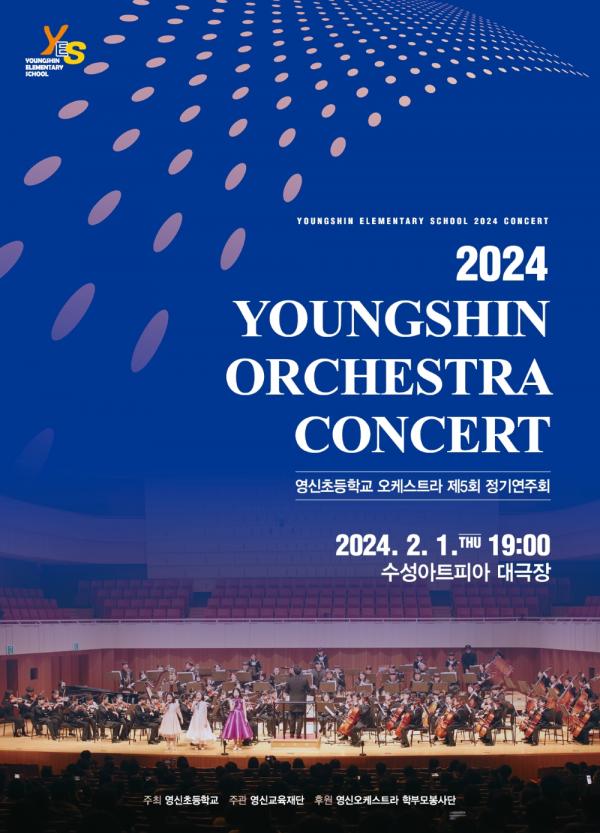 YES
YOUNGSHIN
ELEMENTARY
SCHOOL
YOUNGSHIN ELEMENTARY SCHOOL 2024 CONCERT
2024
YOUNGSHIN
ORCHESTRA
CONCERT
영신초등학교 오케스트라 제5회 정기연주회
2024. 2. 1. THU 19:00
수성아트피아 대극장
주최 영신초등학교 주관 영신교육재단 후원 영신오케스트라 학부모봉사단